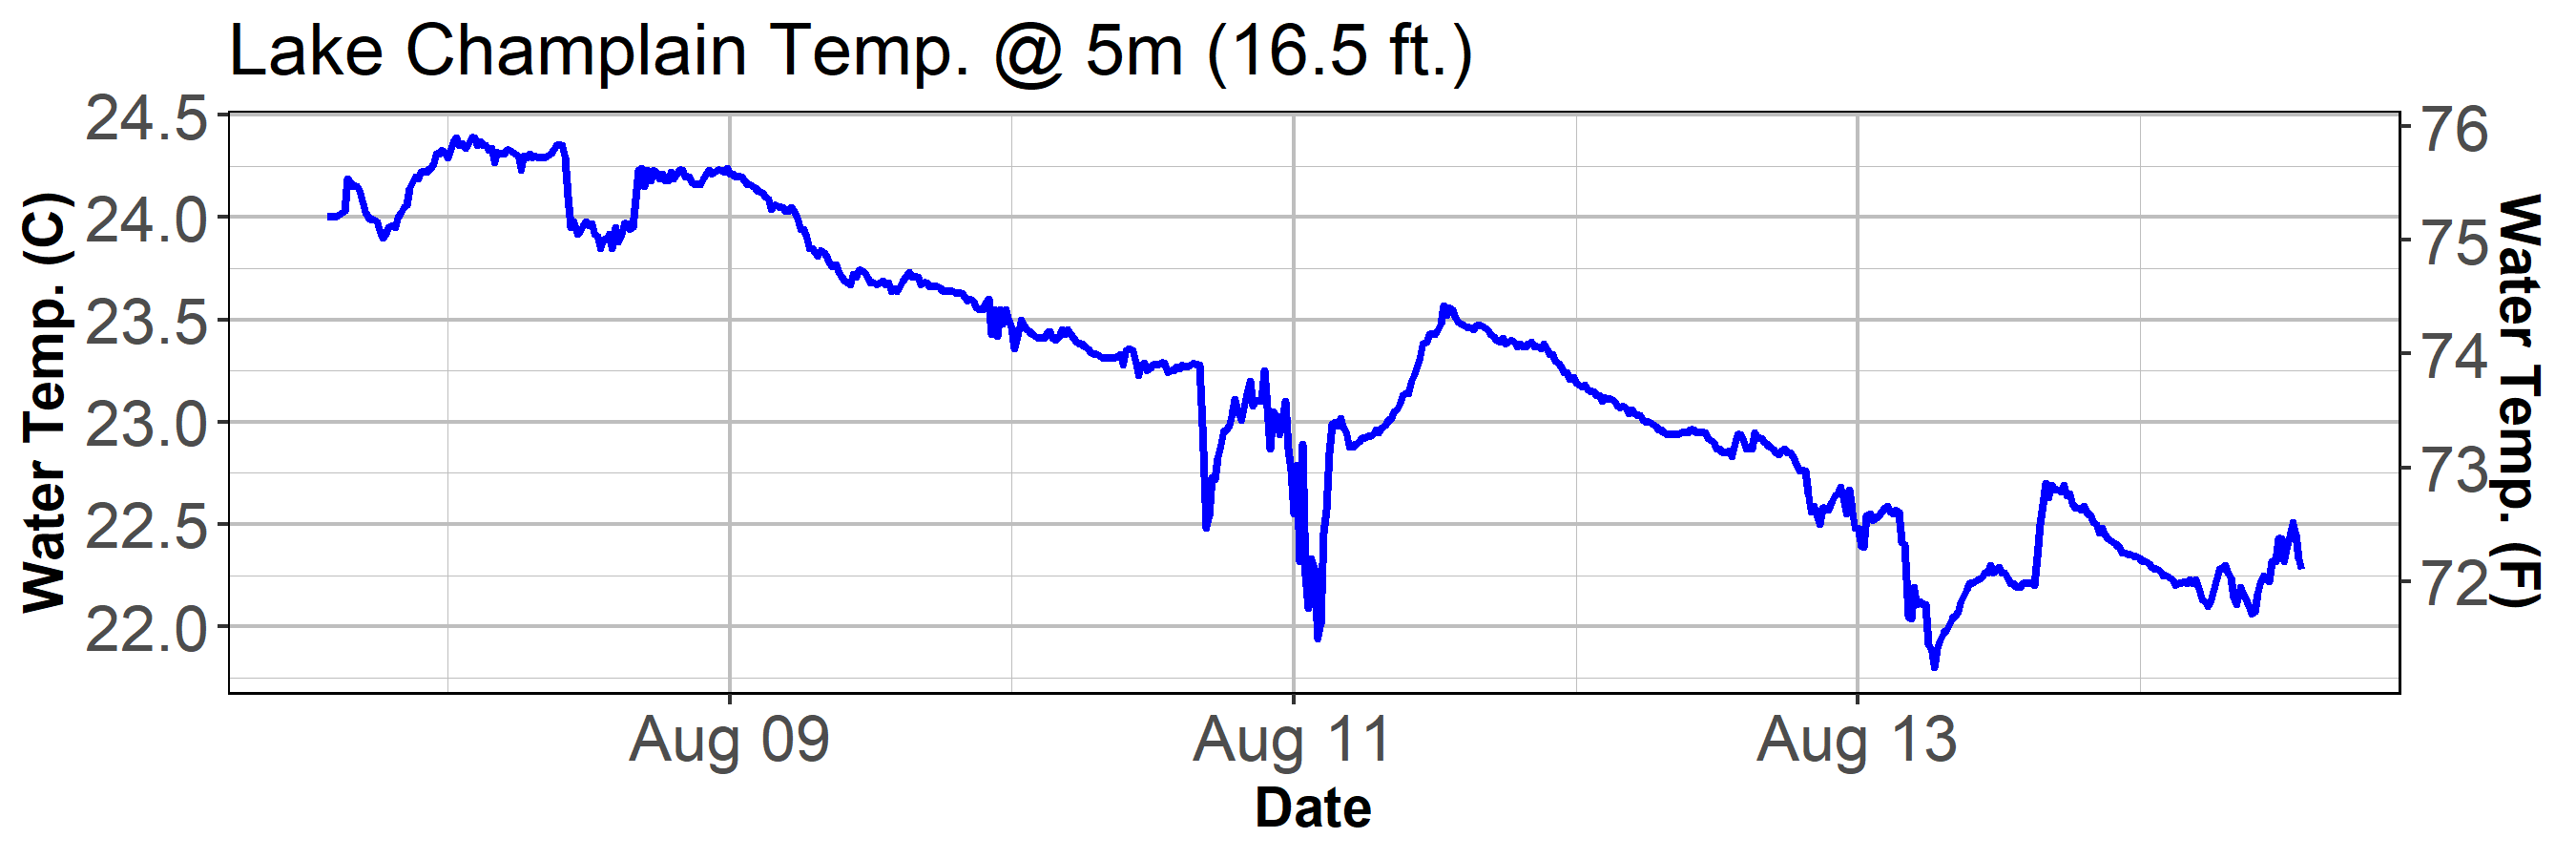 Lake Champlain Temp. @ 5m (16.5 ft.)
Water Temp. (C)
24.5
24.0
23.5
23.0
22.5
22.0
76
75
74
73
72
Water Temp. (F)
Aug 09
Aug 11
Aug 13
Date